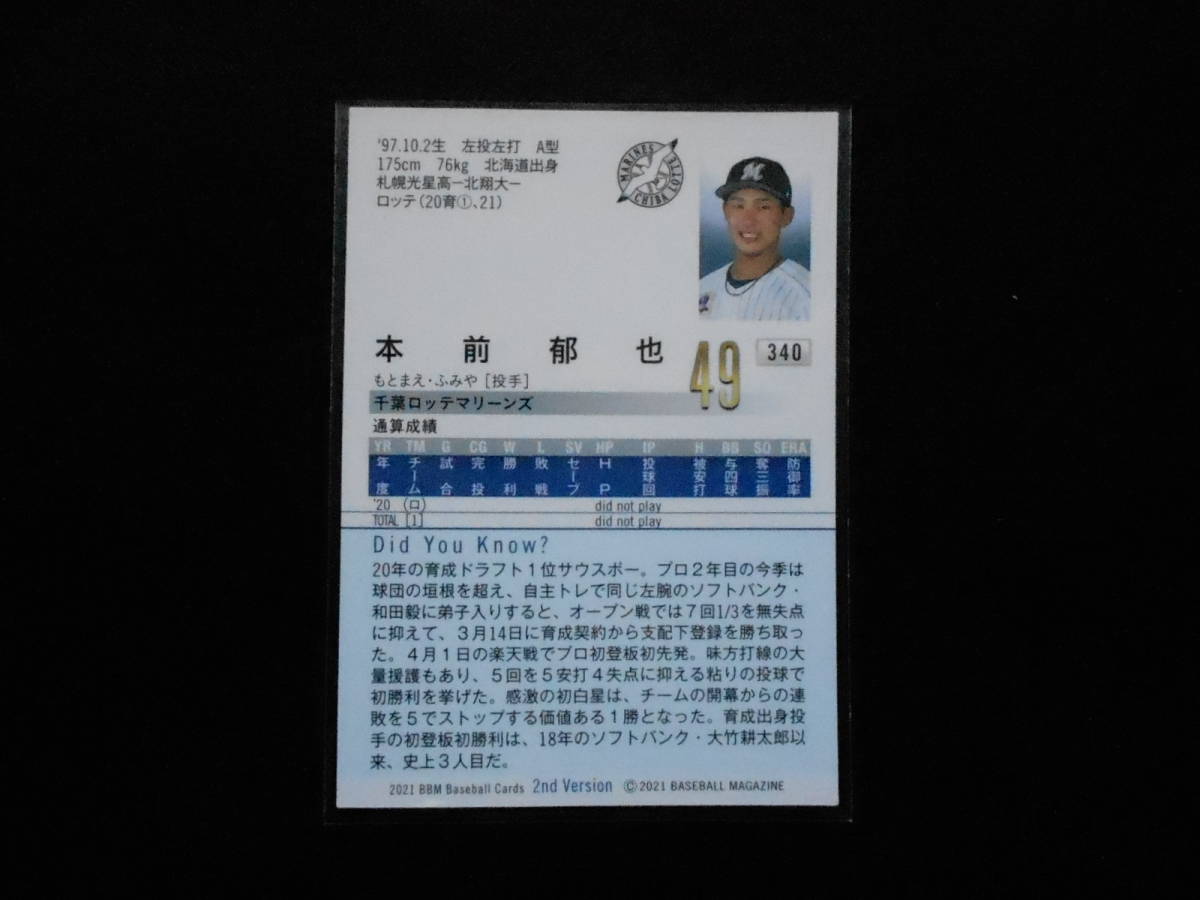 '97.10.2生 左投左打 A型
175cm 76kg 北海道出身
札幌光星高ー北翔大ー
ロッテ(20育①、21)
MARINES
CHIBA LOTTE
M
本前郁也
49
340
もとまえ・ふみや [投手]
千葉ロッテマリーンズ
通算成績
YR TM G CG W L SV HP IP H BB SO ERA
年度 チーム 試合 完投 勝利 敗戦 セーブ HP 投球回 被安打 与四球 奪三振 防御率
'20 (ロ) did not play
TOTAL [1] did not play
Did You Know?
20年の育成ドラフト1位サウスポー。プロ2年目の今季は
球団の垣根を超え、自主トレで同じ左腕のソフトバンク・
和田毅に弟子入りすると、オープン戦では7回1/3を無失点
に抑えて、3月14日に育成契約から支配下登録を勝ち取っ
た。4月1日の楽天戦でプロ初登板初先発。味方打線の大
量援護もあり、5回を5安打4失点に抑える粘りの投球で
初勝利を挙げた。感激の初白星は、チームの開幕からの連
敗を5でストップする価値ある1勝となった。育成出身投
手の初登板初勝利は、18年のソフトバンク・大竹耕太郎以
来、史上3人目だ。
2021 BBM Baseball Cards 2nd Version ©2021 BASEBALL MAGAZINE